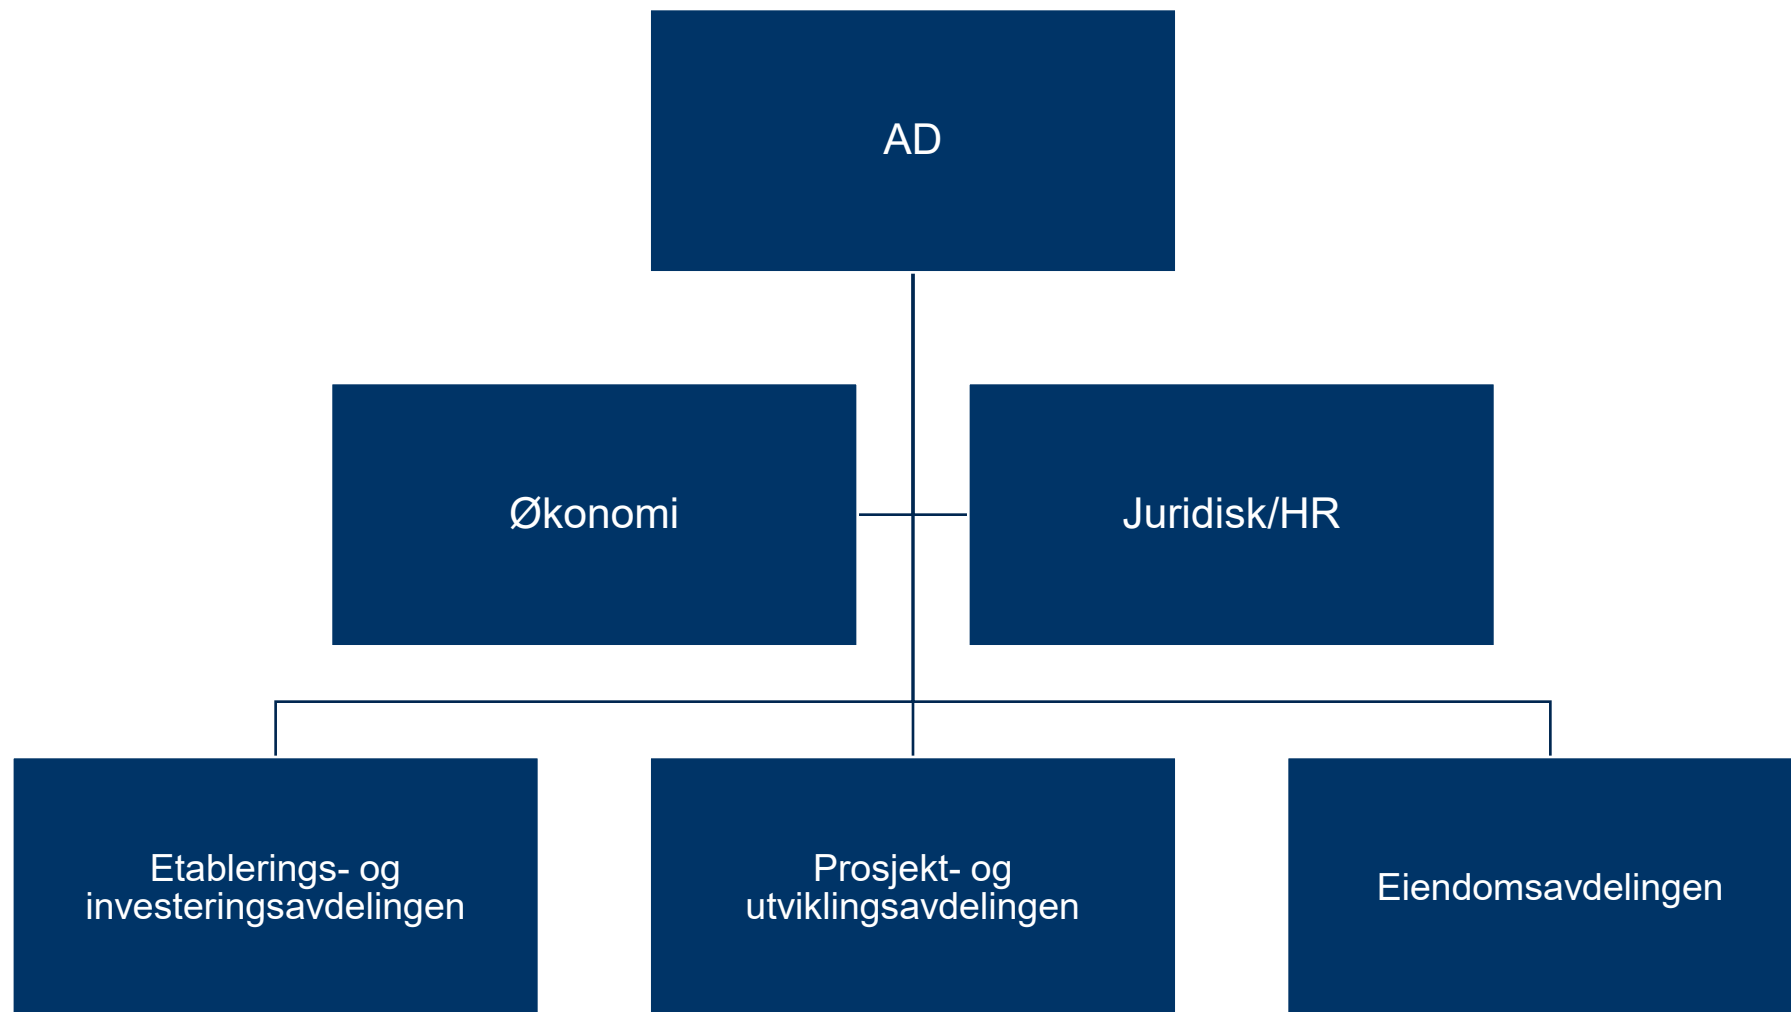 AD
Økonomi
Juridisk/HR
Etablerings- og
investeringsavdelingen
Prosjekt- og
utviklingsavdelingen
Eiendomsavdelingen